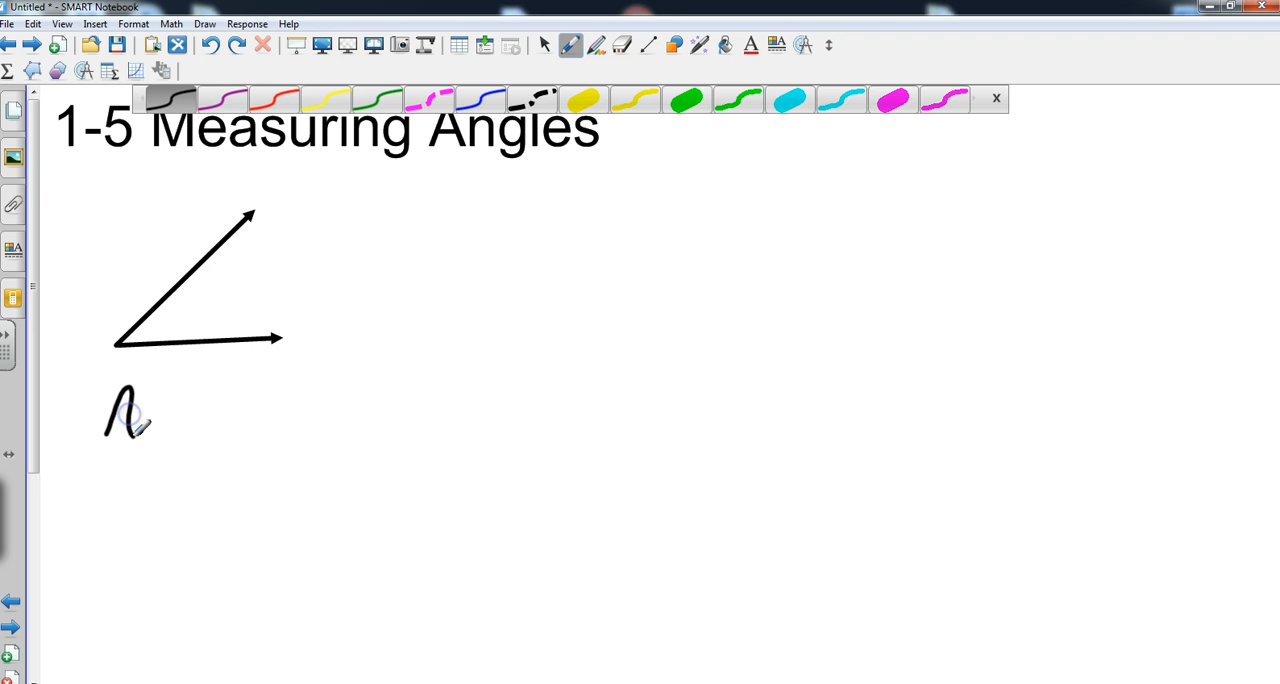 Untitled * - SMART Notebook
File Edit View Insert Format Math Draw Response Help
1-5 Measuring Angles